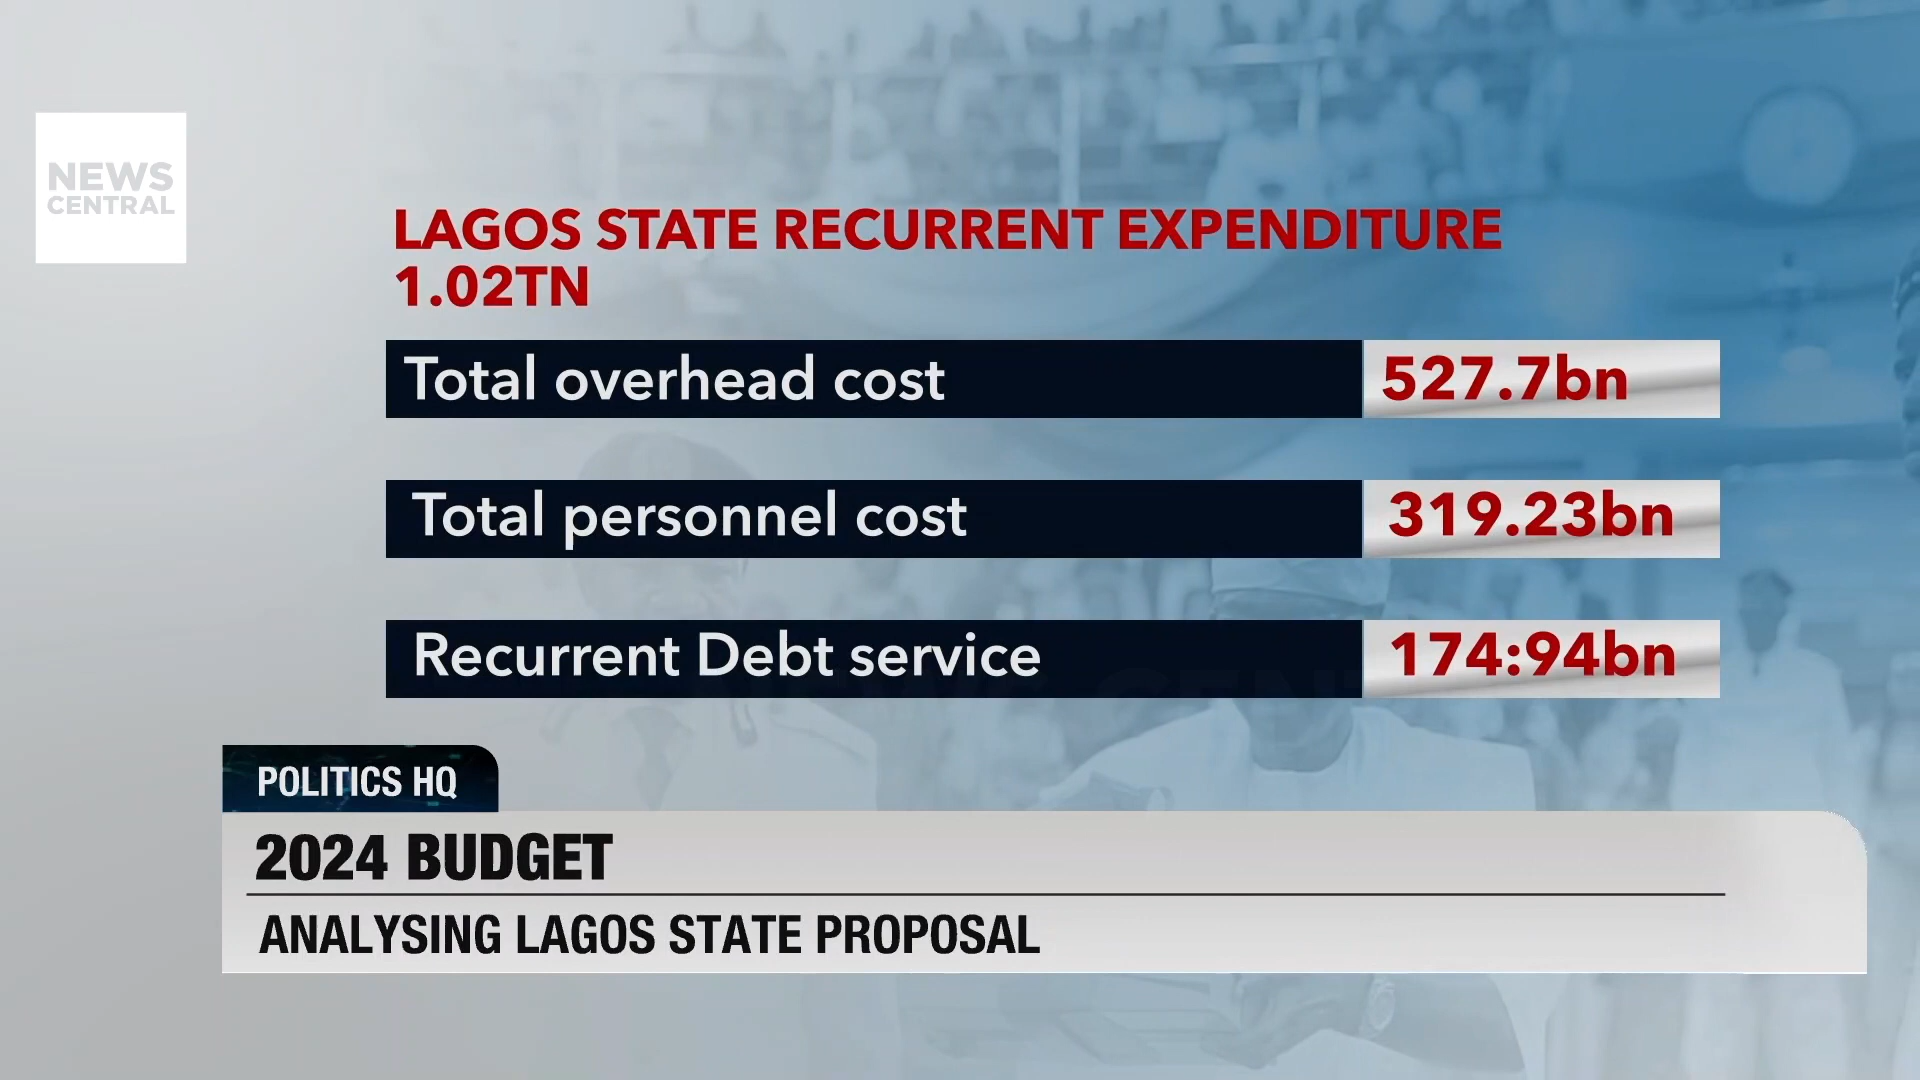 NEWS
CENTRAL
LAGOS STATE RECURRENT EXPENDITURE
1.02TN
Total overhead cost 527.7bn
Total personnel cost 319.23bn
Recurrent Debt service 174:94bn
POLITICS HQ
2024 BUDGET
ANALYSING LAGOS STATE PROPOSAL